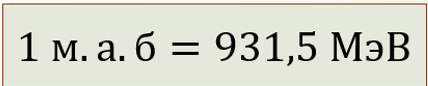 1 м. а. б = 931,5 МэВ